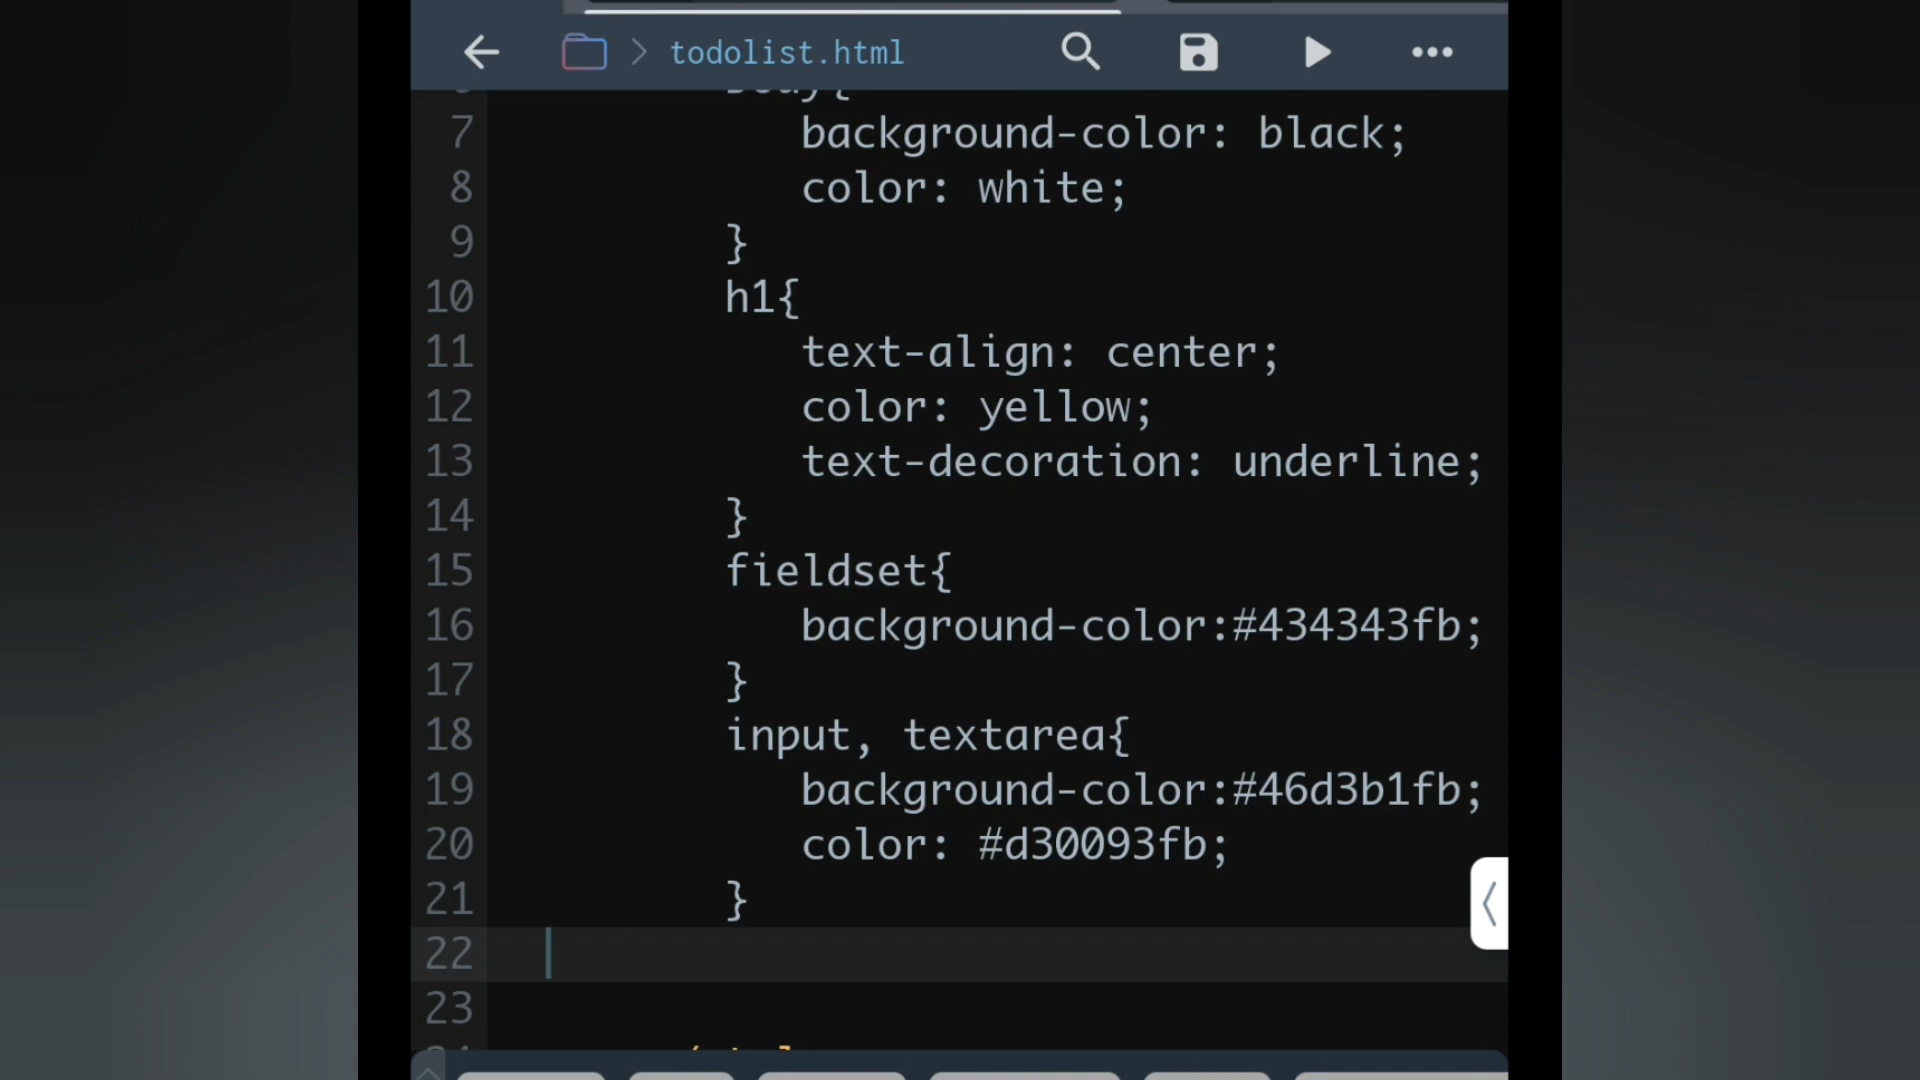 todolist.html
7 background-color: black;
8 color: white;
9 }
10 h1{
11 text-align: center;
12 color: yellow;
13 text-decoration: underline;
14 }
15 fieldset{
16 background-color:#434343fb;
17 }
18 input, textarea{
19 background-color:#46d3b1fb;
20 color: #d30093fb;
21 }
22
23